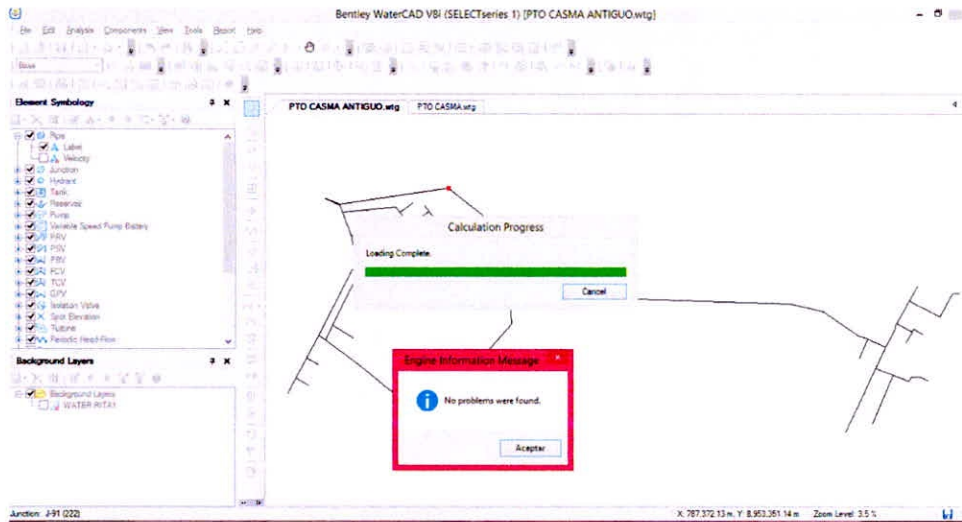 Bentley WaterCAD V8i (SELECTseries 1) [PTO CASMA ANTIGUO.wtg]
File Edit Analysis Components View Tools Report Help
Base
Element Symbology
PTO CASMA ANTIGUO.wtg PTO CASMA.wtg
Pipe
Label
Velocity
Junction
Hydrant
Tank
Reservoir
Pump
Variable Speed Pump Battery
PRV
PSV
PBV
FCV
TCV
GPV
Isolation Valve
Spot Elevation
Turbine
Periodic Head-Flow
Calculation Progress
Loading Complete.
Cancel
Background Layers
Background Layers
Engine Information Message
No problems were found.
Aceptar
Junction: J-91 (222)
X: 787,372.13 m, Y: 8,953,351.14 m Zoom Level: 3.5 %